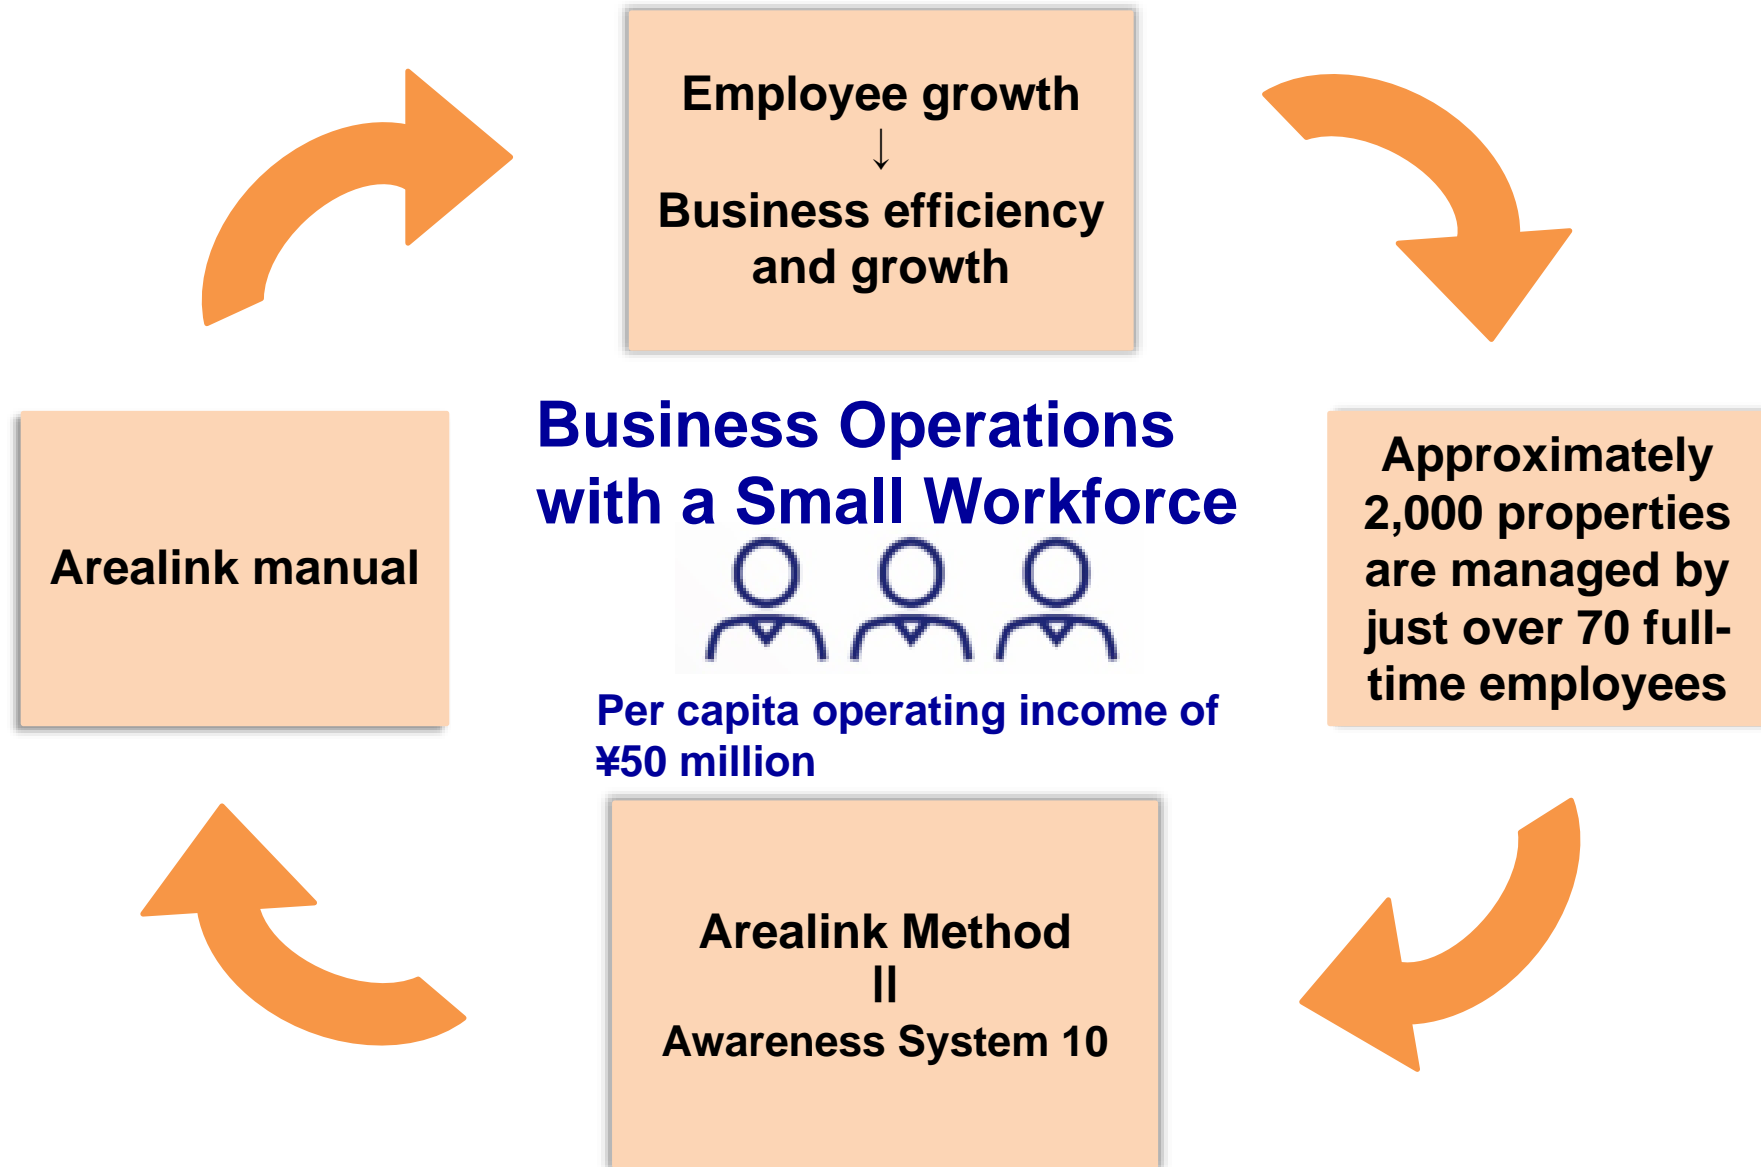 Employee growth
↓
Business efficiency
and growth
Business Operations
with a Small Workforce
Per capita operating income of
¥50 million
Arealink manual
Approximately
2,000 properties
are managed by
just over 70 full-
time employees
Arealink Method
||
Awareness System 10